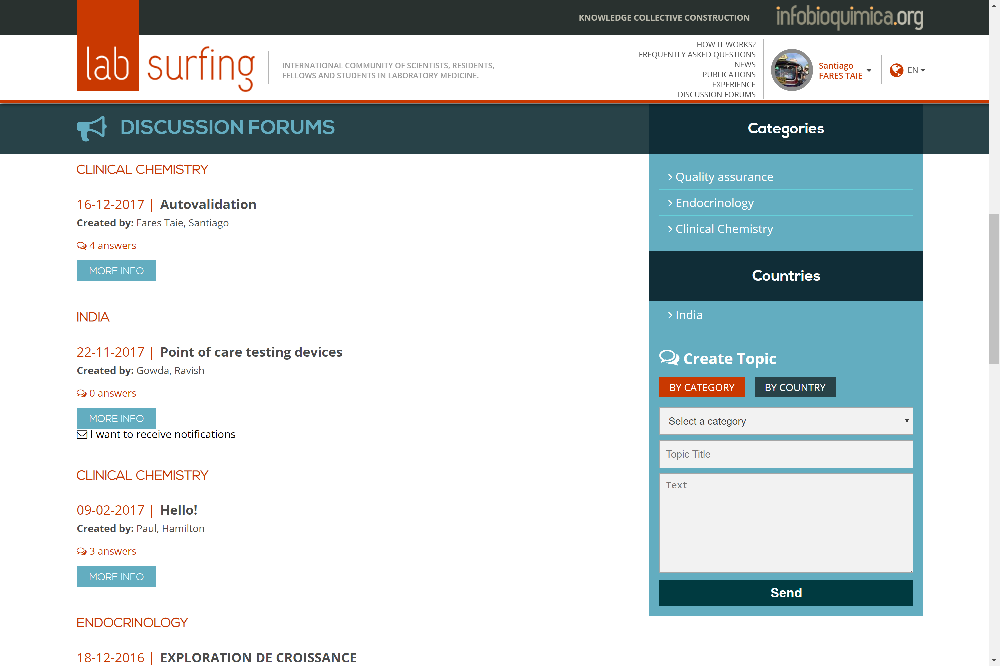 KNOWLEDGE COLLECTIVE CONSTRUCTION
infobioquimica.org
lab surfing
INTERNATIONAL COMMUNITY OF SCIENTISTS, RESIDENTS,
FELLOWS AND STUDENTS IN LABORATORY MEDICINE.
HOW IT WORKS?
FREQUENTLY ASKED QUESTIONS
NEWS
PUBLICATIONS
EXPERIENCE
DISCUSSION FORUMS
Santiago
FARES TAIE
EN
DISCUSSION FORUMS
CLINICAL CHEMISTRY
16-12-2017 | Autovalidation
Created by: Fares Taie, Santiago
4 answers
MORE INFO
INDIA
22-11-2017 | Point of care testing devices
Created by: Gowda, Ravish
0 answers
MORE INFO
I want to receive notifications
CLINICAL CHEMISTRY
09-02-2017 | Hello!
Created by: Paul, Hamilton
3 answers
MORE INFO
ENDOCRINOLOGY
18-12-2016 | EXPLORATION DE CROISSANCE
Categories
> Quality assurance
> Endocrinology
> Clinical Chemistry
Countries
> India
Create Topic
BY CATEGORY BY COUNTRY
Select a category
Topic Title
Text
Send